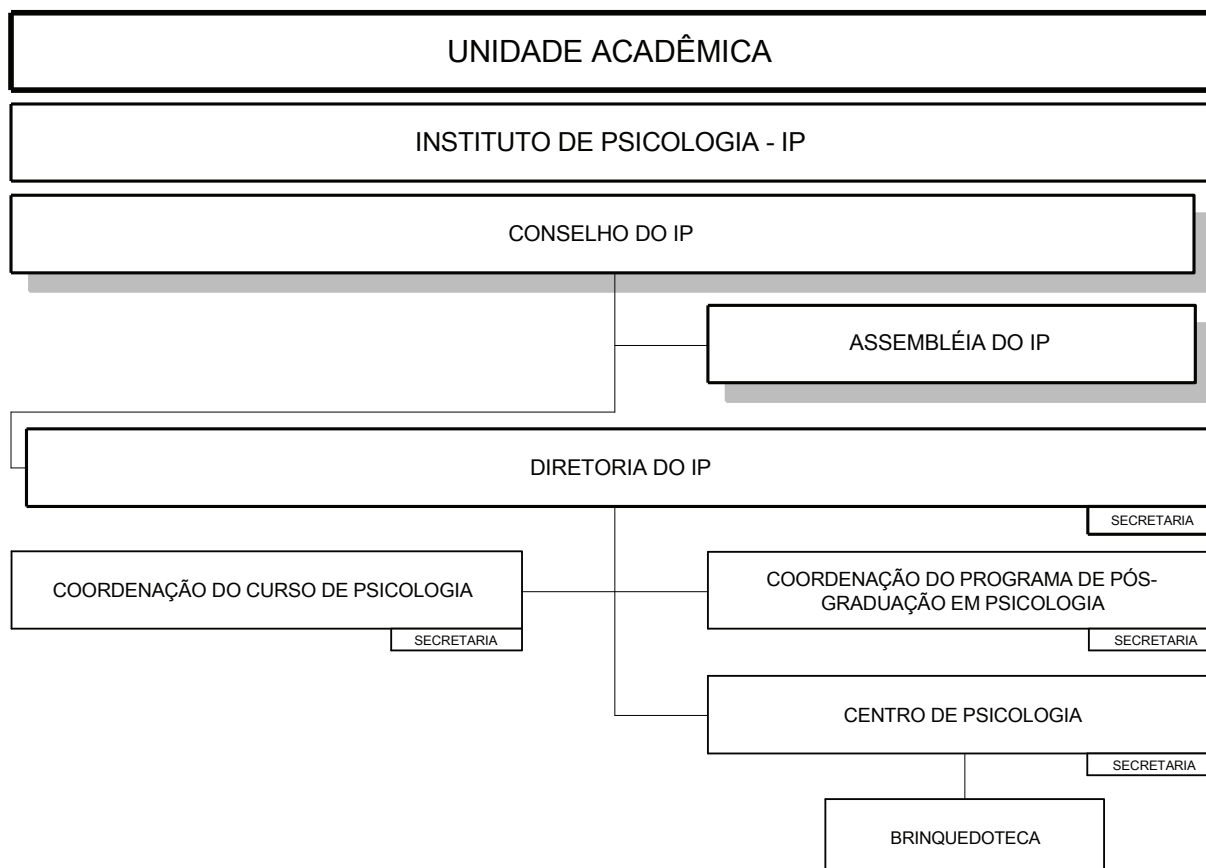 UNIDADE ACADÊMICA
INSTITUTO DE PSICOLOGIA - IP
CONSELHO DO IP
ASSEMBLÉIA DO IP
DIRETORIA DO IP
SECRETARIA
COORDENAÇÃO DO CURSO DE PSICOLOGIA
SECRETARIA
COORDENAÇÃO DO PROGRAMA DE PÓS-
GRADUAÇÃO EM PSICOLOGIA
SECRETARIA
CENTRO DE PSICOLOGIA
SECRETARIA
BRINQUEDOTECA